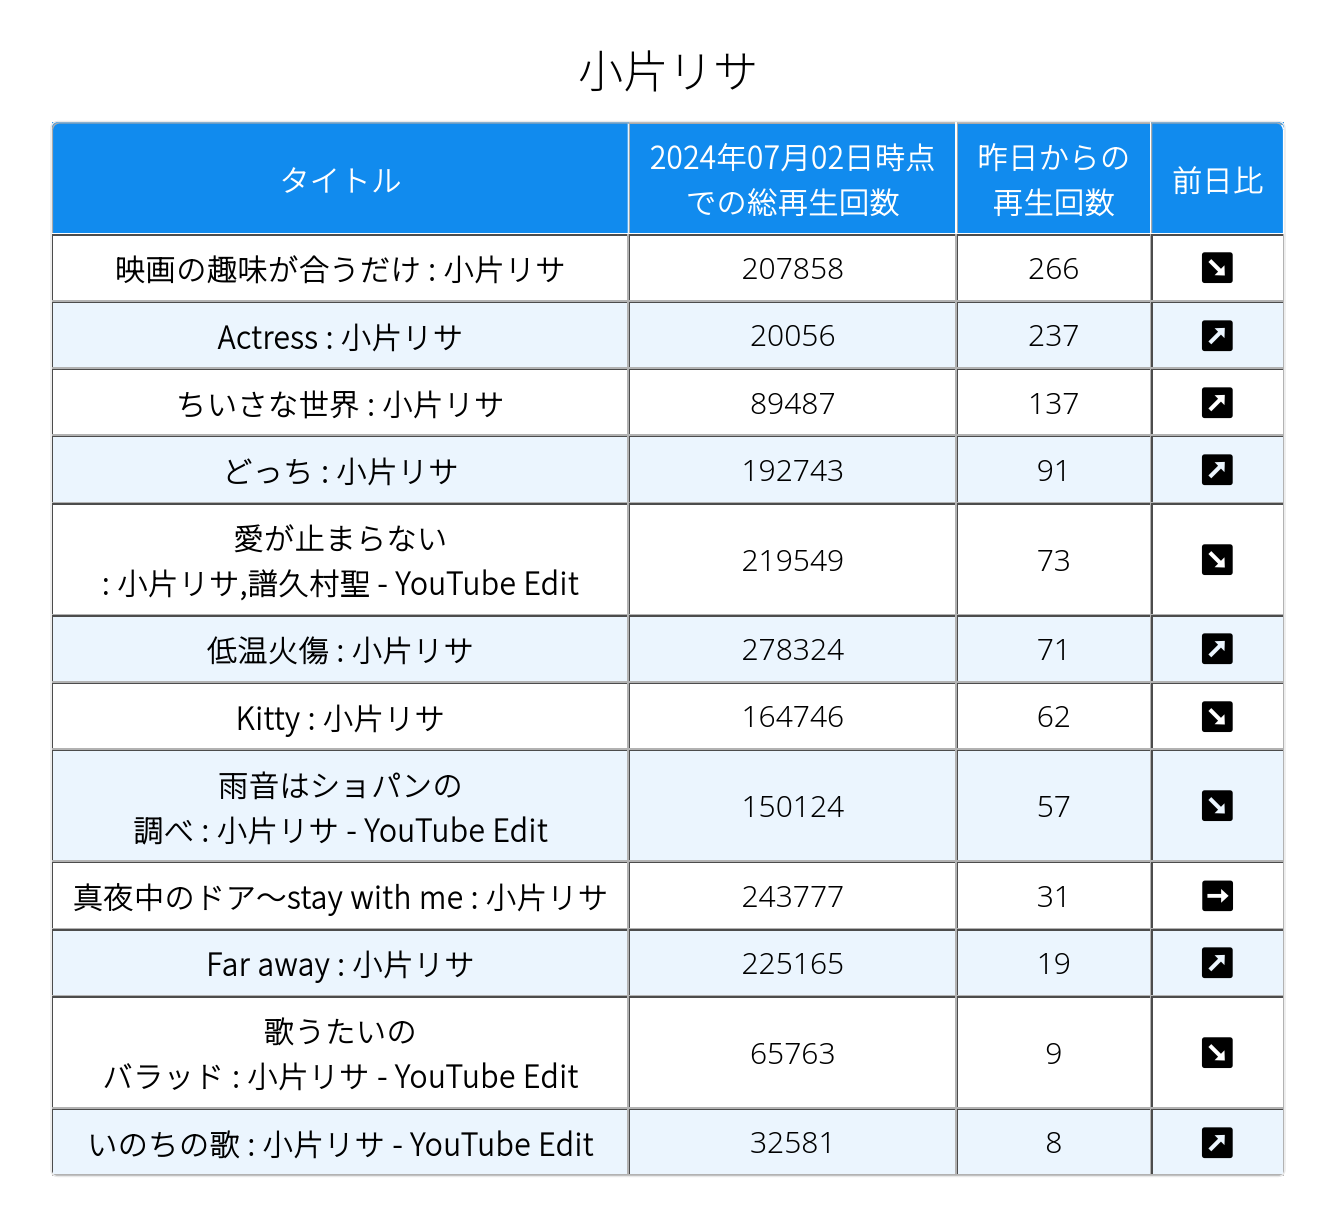 小片リサ
タイトル
2024年07月02日時点
での総再生回数
昨日からの
再生回数
前日比
映画の趣味が合うだけ : 小片リサ 207858 266 ↘
Actress : 小片リサ 20056 237 ↗
ちいさな世界 : 小片リサ 89487 137 ↗
どっち : 小片リサ 192743 91 ↗
愛が止まらない
: 小片リサ,譜久村聖 - YouTube Edit 219549 73 ↘
低温火傷 : 小片リサ 278324 71 ↗
Kitty : 小片リサ 164746 62 ↘
雨音はショパンの
調べ : 小片リサ - YouTube Edit 150124 57 ↘
真夜中のドア〜stay with me : 小片リサ 243777 31 →
Far away : 小片リサ 225165 19 ↗
歌うたいの
バラッド : 小片リサ - YouTube Edit 65763 9 ↘
いのちの歌 : 小片リサ - YouTube Edit 32581 8 ↗